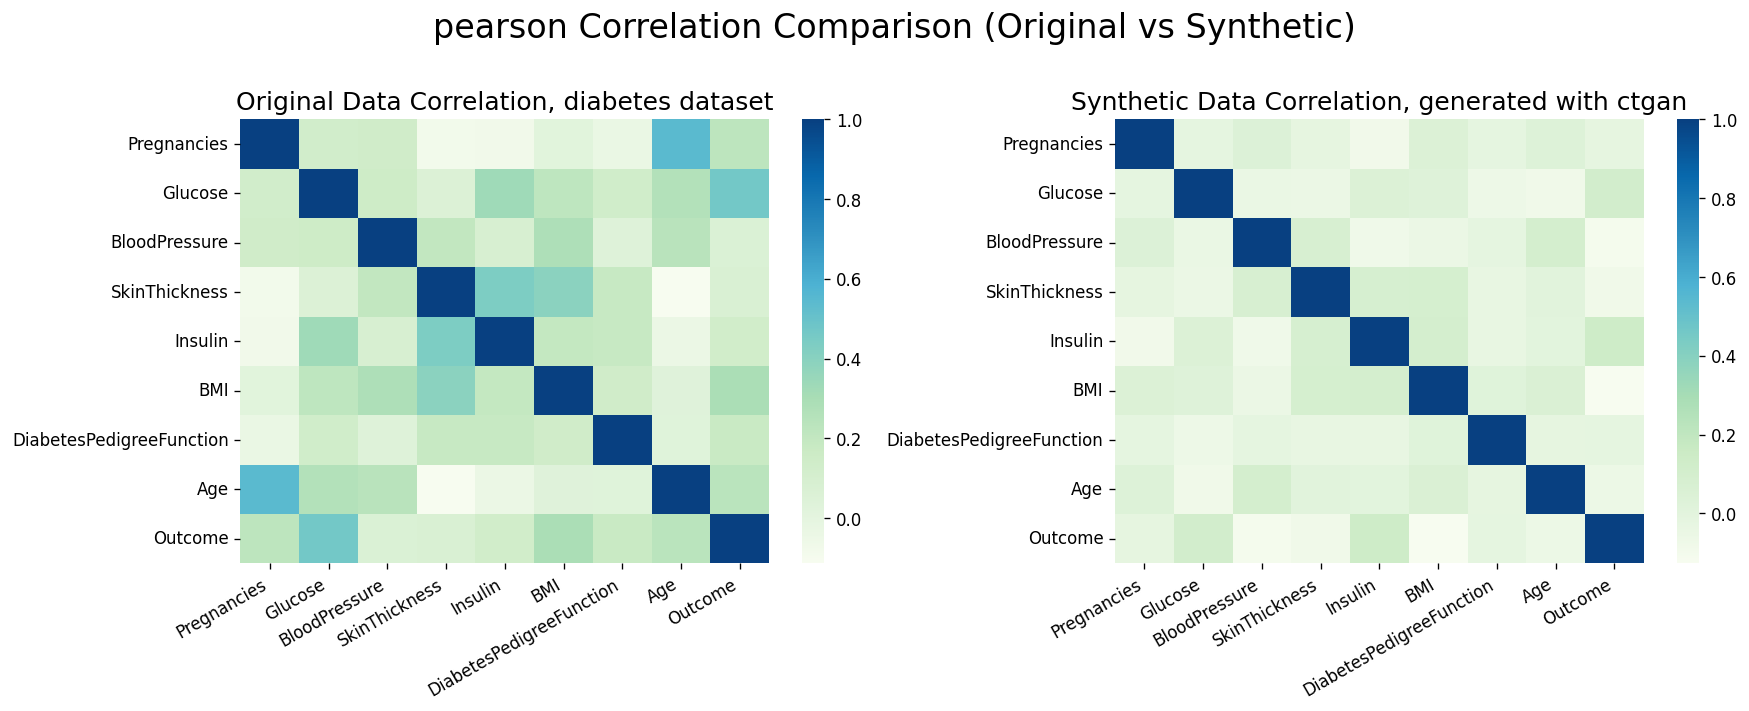 pearson Correlation Comparison (Original vs Synthetic)
Original Data Correlation, diabetes dataset
Pregnancies
Glucose
BloodPressure
SkinThickness
Insulin
BMI
DiabetesPedigreeFunction
Age
Outcome
Pregnancies
Glucose
BloodPressure
SkinThickness
Insulin
BMI
DiabetesPedigreeFunction
Age
Outcome
1.0
0.8
0.6
0.4
0.2
0.0
Synthetic Data Correlation, generated with ctgan
Pregnancies
Glucose
BloodPressure
SkinThickness
Insulin
BMI
DiabetesPedigreeFunction
Age
Outcome
Pregnancies
Glucose
BloodPressure
SkinThickness
Insulin
BMI
DiabetesPedigreeFunction
Age
Outcome
1.0
0.8
0.6
0.4
0.2
0.0